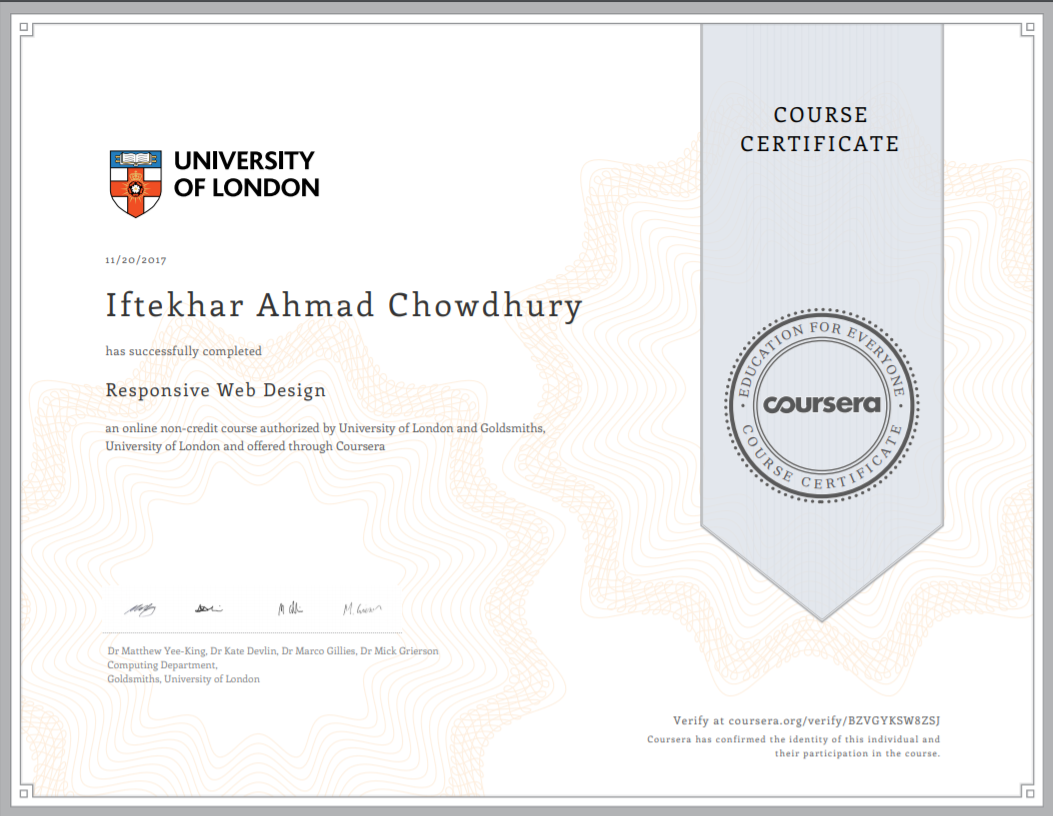 COURSE
CERTIFICATE
UNIVERSITY
OF LONDON
11/20/2017
Iftekhar Ahmad Chowdhury
has successfully completed
Responsive Web Design
an online non-credit course authorized by University of London and Goldsmiths,
University of London and offered through Coursera
EDUCATION FOR EVERYONE
coursera
COURSE CERTIFICATE
Dr Matthew Yee-King, Dr Kate Devlin, Dr Marco Gillies, Dr Mick Grierson
Computing Department,
Goldsmiths, University of London
Verify at coursera.org/verify/BZVGYKSW8ZSJ
Coursera has confirmed the identity of this individual and
their participation in the course.